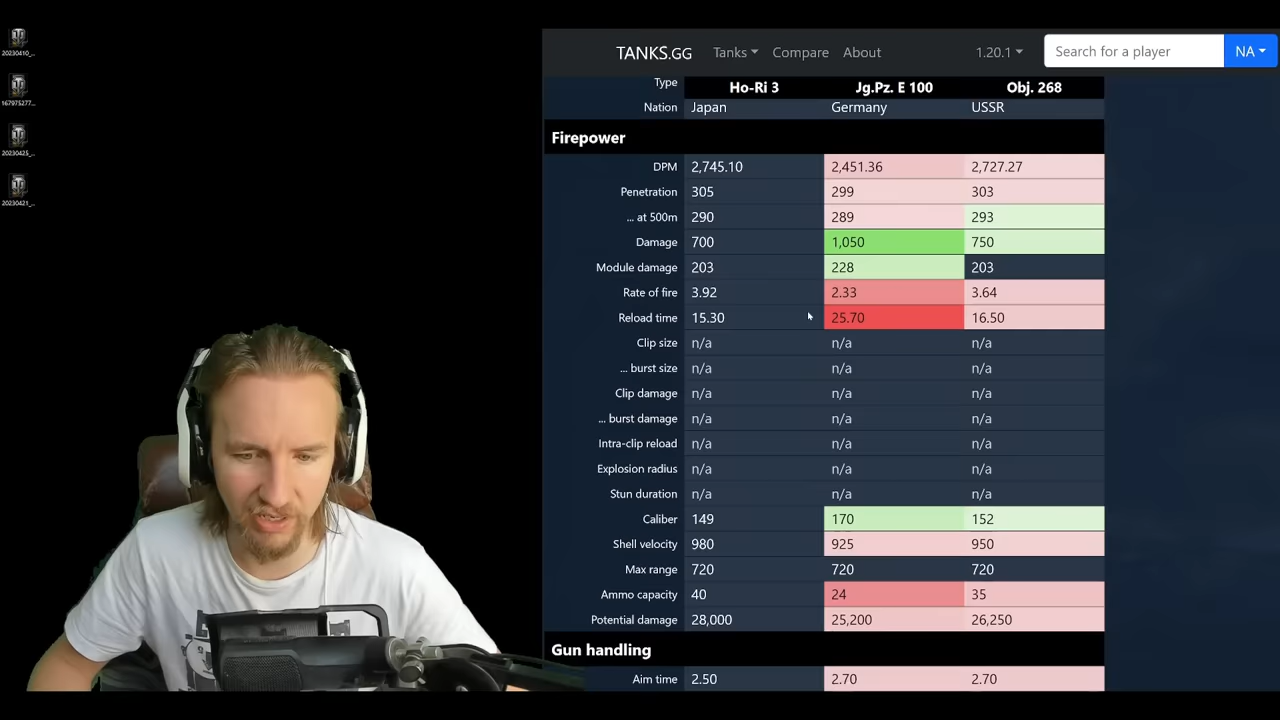 20230410_...
167975277...
20230425_...
20230421_...
TANKS.GG Tanks Compare About 1.20.1 Search for a player NA
Type Ho-Ri 3 Jg.Pz. E 100 Obj. 268
Nation Japan Germany USSR
Firepower
DPM 2,745.10 2,451.36 2,727.27
Penetration 305 299 303
... at 500m 290 289 293
Damage 700 1,050 750
Module damage 203 228 203
Rate of fire 3.92 2.33 3.64
Reload time 15.30 25.70 16.50
Clip size n/a n/a n/a
... burst size n/a n/a n/a
Clip damage n/a n/a n/a
... burst damage n/a n/a n/a
Intra-clip reload n/a n/a n/a
Explosion radius n/a n/a n/a
Stun duration n/a n/a n/a
Caliber 149 170 152
Shell velocity 980 925 950
Max range 720 720 720
Ammo capacity 40 24 35
Potential damage 28,000 25,200 26,250
Gun handling
Aim time 2.50 2.70 2.70